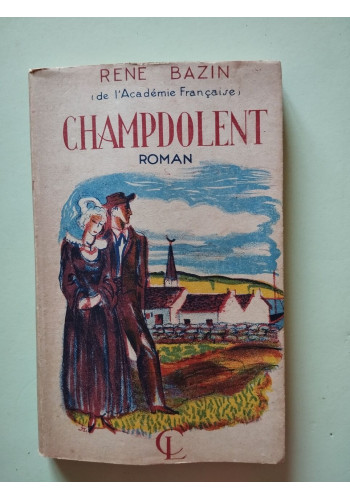 RENÉ BAZIN
(de l'Académie Française)
CHAMPDOLENT
ROMAN
CL